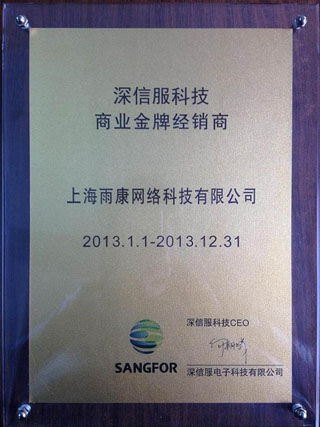 深信服科技
商业金牌经销商
上海雨康网络科技有限公司
2013.1.1-2013.12.31
深信服科技CEO
SANGFOR
深信服电子科技有限公司